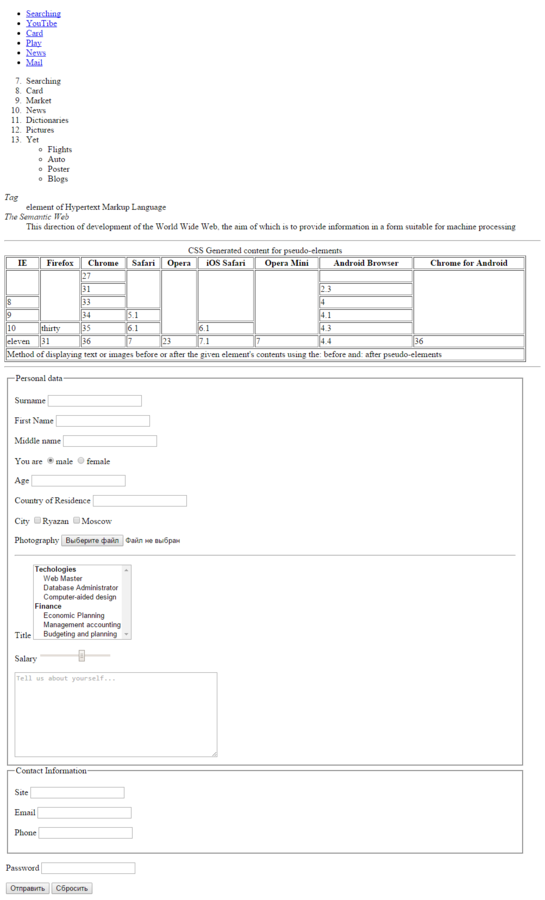 Searching
YouTibe
Card
Play
News
Mail
7. Searching
8. Card
9. Market
10. News
11. Dictionaries
12. Pictures
13. Yet
Flights
Auto
Poster
Blogs
Tag
element of Hypertext Markup Language
The Semantic Web
This direction of development of the World Wide Web, the aim of which is to provide information in a form suitable for machine processing
CSS Generated content for pseudo-elements
IE Firefox Chrome Safari Opera iOS Safari Opera Mini Android Browser Chrome for Android
27
31 2.3
8 33 4
9 34 5.1 4.1
10 thirty 35 6.1 6.1 4.3
eleven 31 36 7 23 7.1 7 4.4 36
Method of displaying text or images before or after the given element's contents using the: before and: after pseudo-elements
Personal data
Surname
First Name
Middle name
You are male female
Age
Country of Residence
City Ryazan Moscow
Photography Выберите файл Файл не выбран
Techologies
Web Master
Database Administrator
Computer-aided design
Finance
Economic Planning
Management accounting
Title Budgeting and planning
Salary
Tell us about yourself...
Contact Information
Site
Email
Phone
Password
Отправить Сбросить